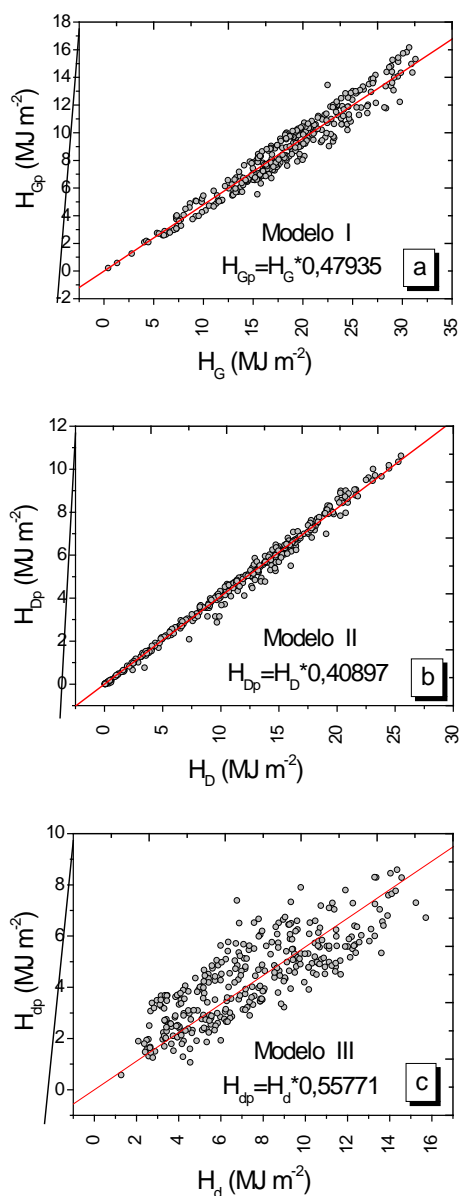 16
14
12
10
8
6
4
2
0
-2
H_Gp (MJ m⁻²)
Modelo I
H_Gp=H_G*0,47935
a
0 5 10 15 20 25 30 35
H_G (MJ m⁻²)
12
10
8
6
4
2
0
H_Dp (MJ m⁻²)
Modelo II
H_Dp=H_D*0,40897
b
0 5 10 15 20 25 30
H_D (MJ m⁻²)
10
8
6
4
2
0
H_dp (MJ m⁻²)
Modelo III
H_dp=H_d*0,55771
c
0 2 4 6 8 10 12 14 16
H_d (MJ m⁻²)